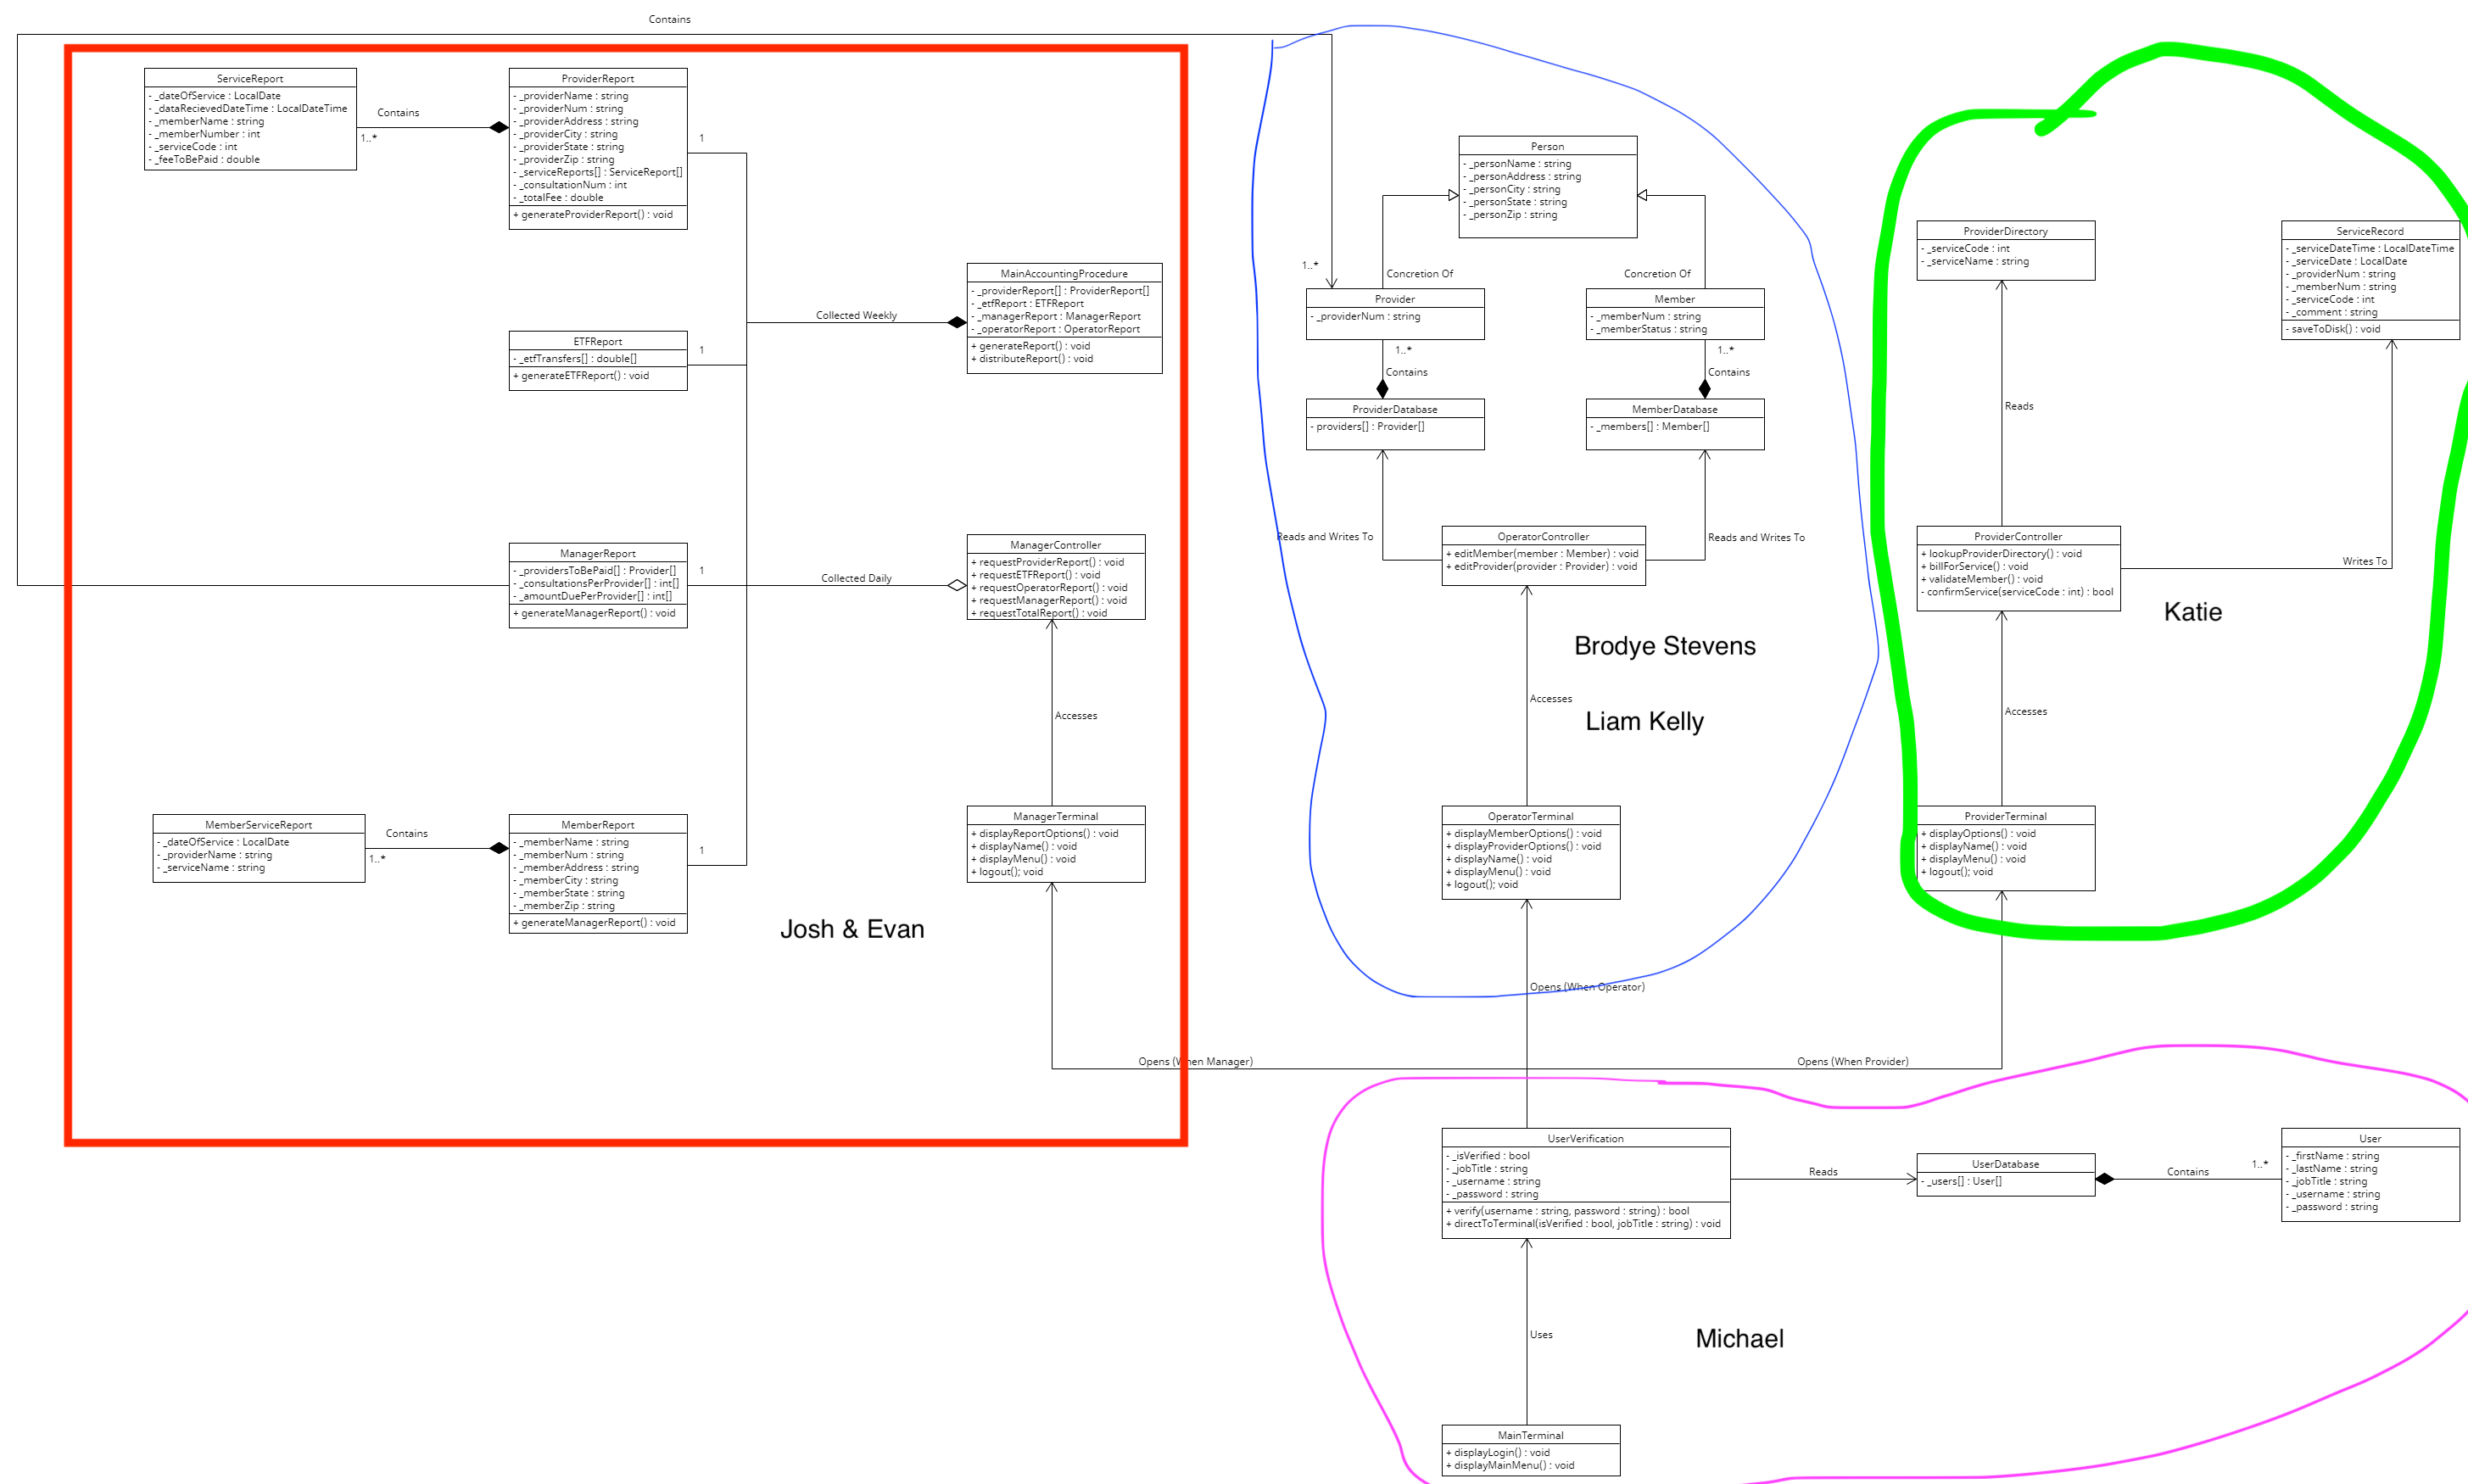 Contains
ServiceReport
- _dateOfService : LocalDate
- _dataRecievedDateTime : LocalDateTime
- _memberName : string
- _memberNumber : int
- _serviceCode : int
- _feeToBePaid : double
Contains
1..*
ProviderReport
- _providerName : string
- _providerNum : string
- _providerAddress : string
- _providerCity : string
- _providerState : string
- _providerZip : string
- _serviceReports[] : ServiceReport[]
- _consultationNum : int
- _totalFee : double
+ generateProviderReport() : void
1
MainAccountingProcedure
- _providerReport[] : ProviderReport[]
- _etfReport : ETFReport
- _managerReport : ManagerReport
- _operatorReport : OperatorReport
+ generateReport() : void
+ distributeReport() : void
Collected Weekly
ETFReport
- _etfTransfers[] : double[]
+ generateETFReport() : void
1
ManagerReport
- _providersToBePaid[] : Provider[]
- _consultationsPerProvider[] : int[]
- _amountDuePerProvider[] : int[]
+ generateManagerReport() : void
1
Collected Daily
ManagerController
+ requestProviderReport() : void
+ requestETFReport() : void
+ requestOperatorReport() : void
+ requestManagerReport() : void
+ requestTotalReport() : void
Accesses
MemberServiceReport
- _dateOfService : LocalDate
- _providerName : string
- _serviceName : string
Contains
1..*
MemberReport
- _memberName : string
- _memberNum : string
- _memberAddress : string
- _memberCity : string
- _memberState : string
- _memberZip : string
+ generateManagerReport() : void
1
ManagerTerminal
+ displayReportOptions() : void
+ displayName() : void
+ displayMenu() : void
+ logout(); void
Josh & Evan
Person
- _personName : string
- _personAddress : string
- _personCity : string
- _personState : string
- _personZip : string
1..*
Concretion Of
Concretion Of
Provider
- _providerNum : string
Member
- _memberNum : string
- _memberStatus : string
1..*
Contains
1..*
Contains
ProviderDatabase
- providers[] : Provider[]
MemberDatabase
- _members[] : Member[]
Reads and Writes To
OperatorController
+ editMember(member : Member) : void
+ editProvider(provider : Provider) : void
Reads and Writes To
Brodye Stevens
Accesses
Liam Kelly
OperatorTerminal
+ displayMemberOptions() : void
+ displayProviderOptions() : void
+ displayName() : void
+ displayMenu() : void
+ logout(); void
Opens (When Operator)
ProviderDirectory
- _serviceCode : int
- _serviceName : string
ServiceRecord
- _serviceDateTime : LocalDateTime
- _serviceDate : LocalDate
- _providerNum : string
- _memberNum : string
- _serviceCode : int
- _comment : string
- saveToDisk() : void
Reads
ProviderController
+ lookupProviderDirectory() : void
+ billForService() : void
+ validateMember() : void
- confirmService(serviceCode : int) : bool
Writes To
Katie
Accesses
ProviderTerminal
+ displayOptions() : void
+ displayName() : void
+ displayMenu() : void
+ logout(); void
Opens (When Manager)
Opens (When Provider)
UserVerification
- _isVerified : bool
- _jobTitle : string
- _username : string
- _password : string
+ verify(username : string, password : string) : bool
+ directToTerminal(isVerified : bool, jobTitle : string) : void
Reads
UserDatabase
- _users[] : User[]
Contains
1..*
User
- _firstName : string
- _lastName : string
- _jobTitle : string
- _username : string
- _password : string
Uses
Michael
MainTerminal
+ displayLogin() : void
+ displayMainMenu() : void